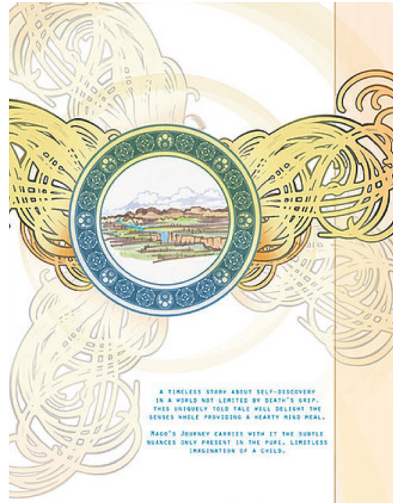 A TIMELESS STORY ABOUT SELF-DISCOVERY
IN A WORLD NOT LIMITED BY DEATH'S GRIP.
THIS UNIQUELY TOLD TALE WILL DELIGHT THE
SENSES WHILE PROVIDING A HEARTY MIND MEAL.
MAGO'S JOURNEY CARRIES WITH IT THE SUBTLE
NUANCES ONLY PRESENT IN THE PURE, LIMITLESS
IMAGINATION OF A CHILD.